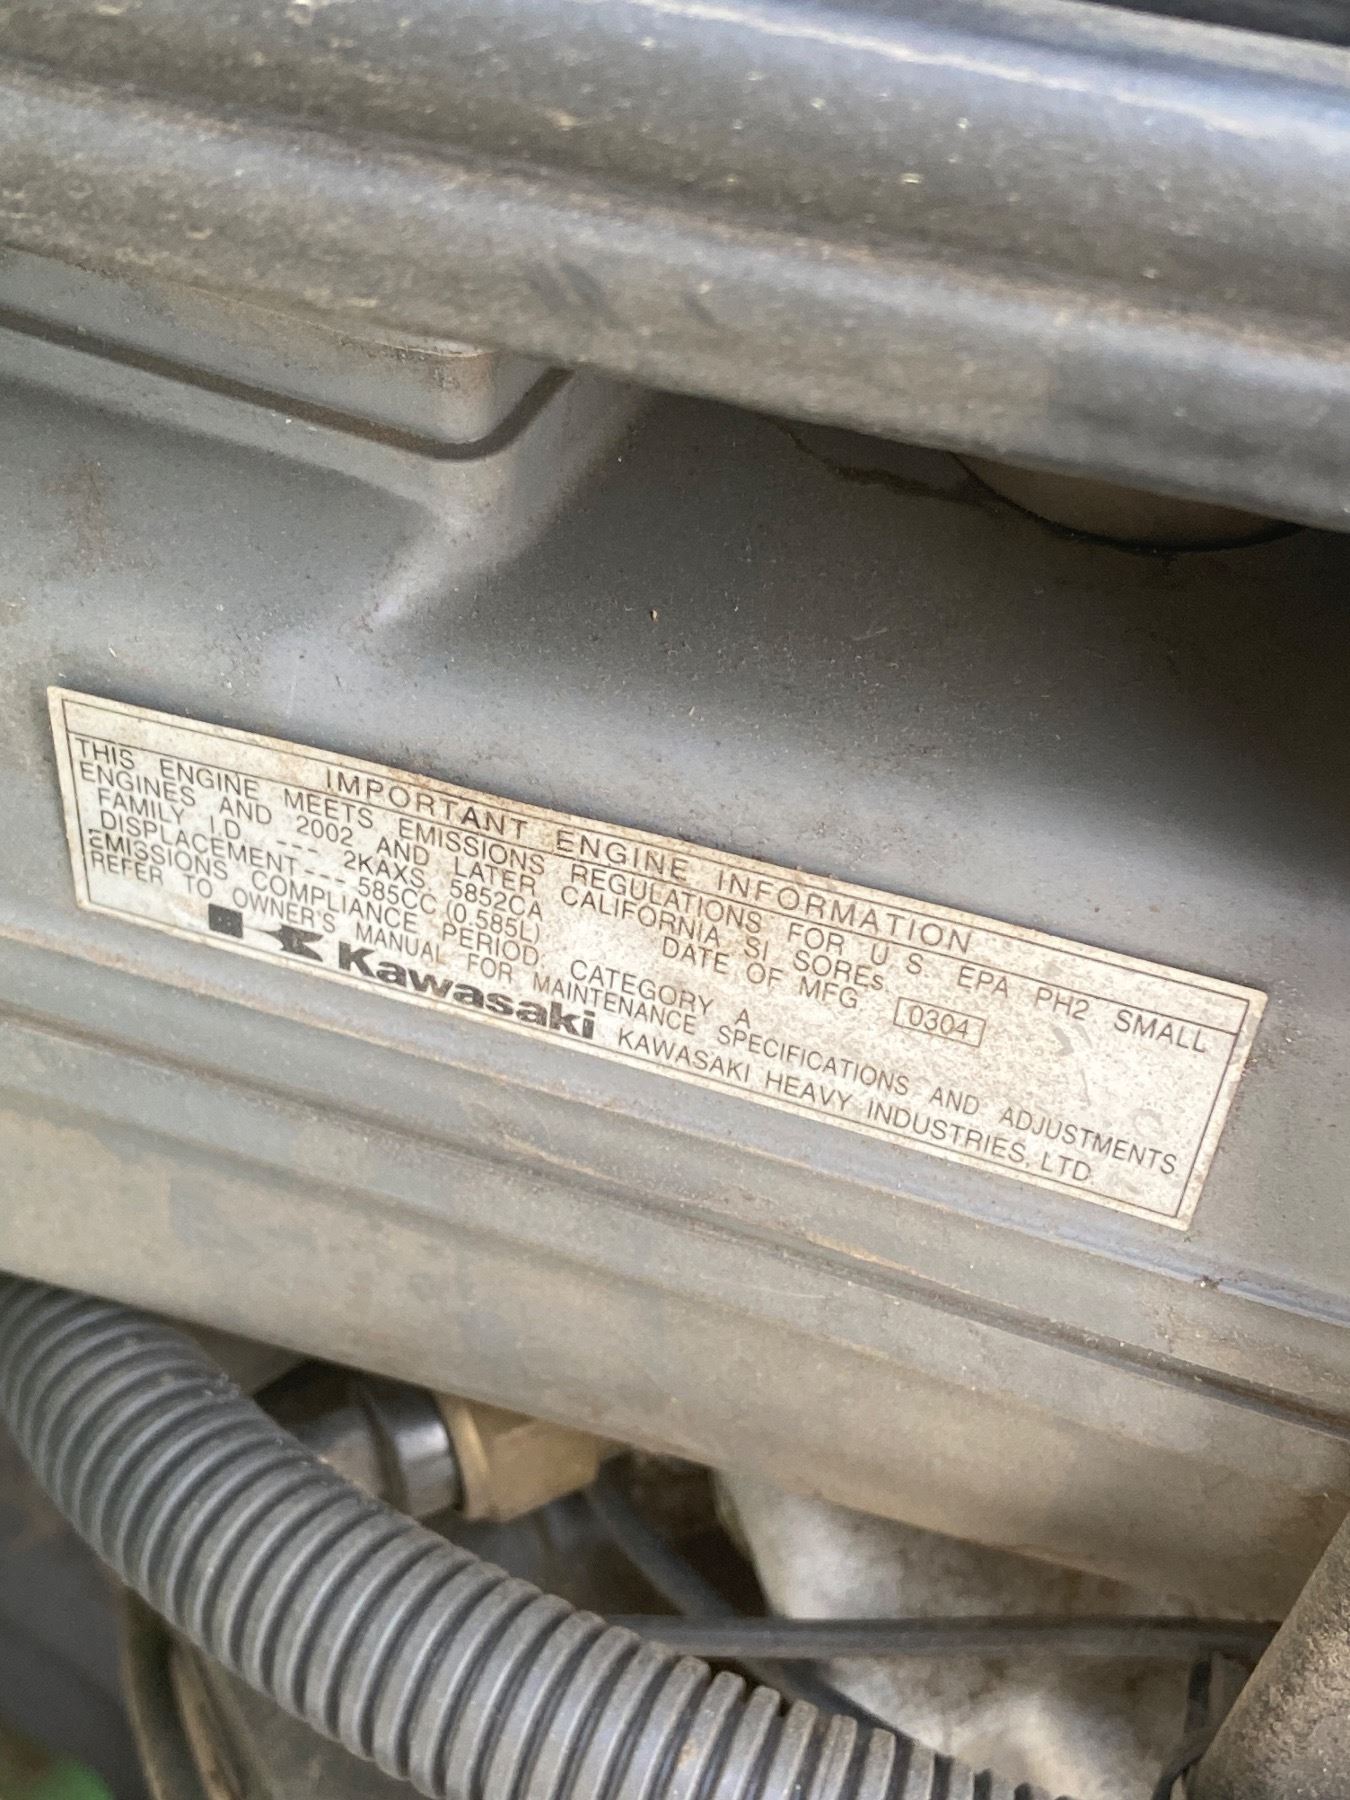 IMPORTANT ENGINE INFORMATION
THIS ENGINE MEETS EMISSIONS REGULATIONS FOR U S EPA PH2 SMALL
ENGINES AND 2002 AND LATER CALIFORNIA SI SORES
FAMILY I.D --- 2KAXS 5852CA DATE OF MFG 0304
DISPLACEMENT --- 585CC (0.585L)
EMISSIONS COMPLIANCE PERIOD. CATEGORY A
REFER TO OWNER'S MANUAL FOR MAINTENANCE SPECIFICATIONS AND ADJUSTMENTS
Kawasaki KAWASAKI HEAVY INDUSTRIES, LTD